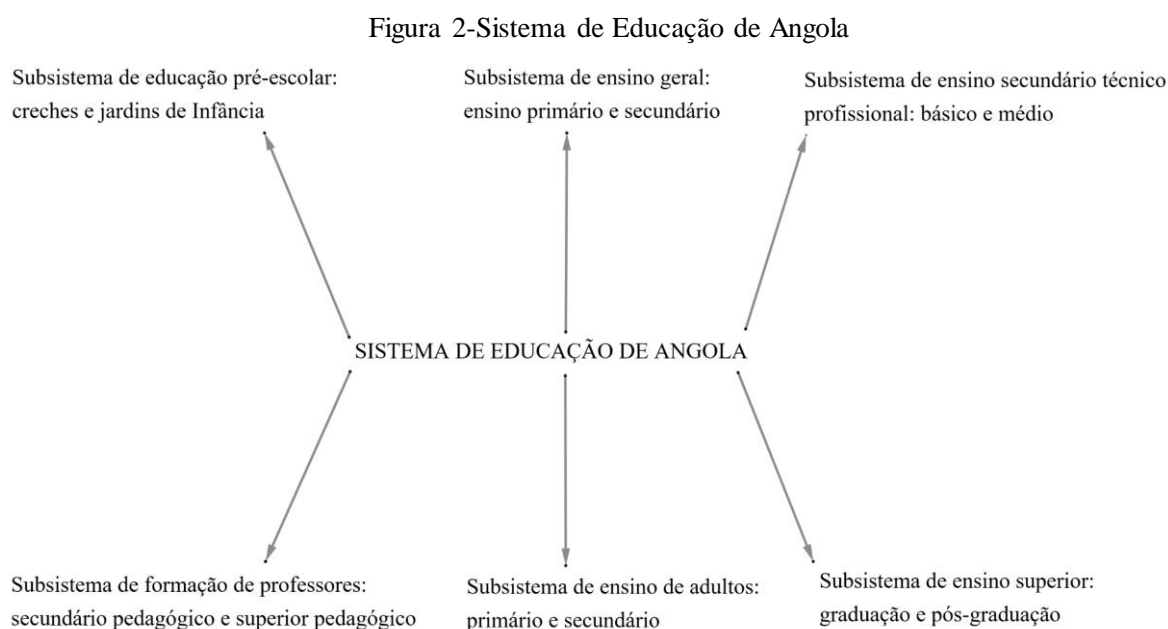 Figura 2-Sistema de Educação de Angola
Subsistema de educação pré-escolar:
creches e jardins de Infância
Subsistema de ensino geral:
ensino primário e secundário
Subsistema de ensino secundário técnico
profissional: básico e médio
SISTEMA DE EDUCAÇÃO DE ANGOLA
Subsistema de formação de professores:
secundário pedagógico e superior pedagógico
Subsistema de ensino de adultos:
primário e secundário
Subsistema de ensino superior:
graduação e pós-graduação